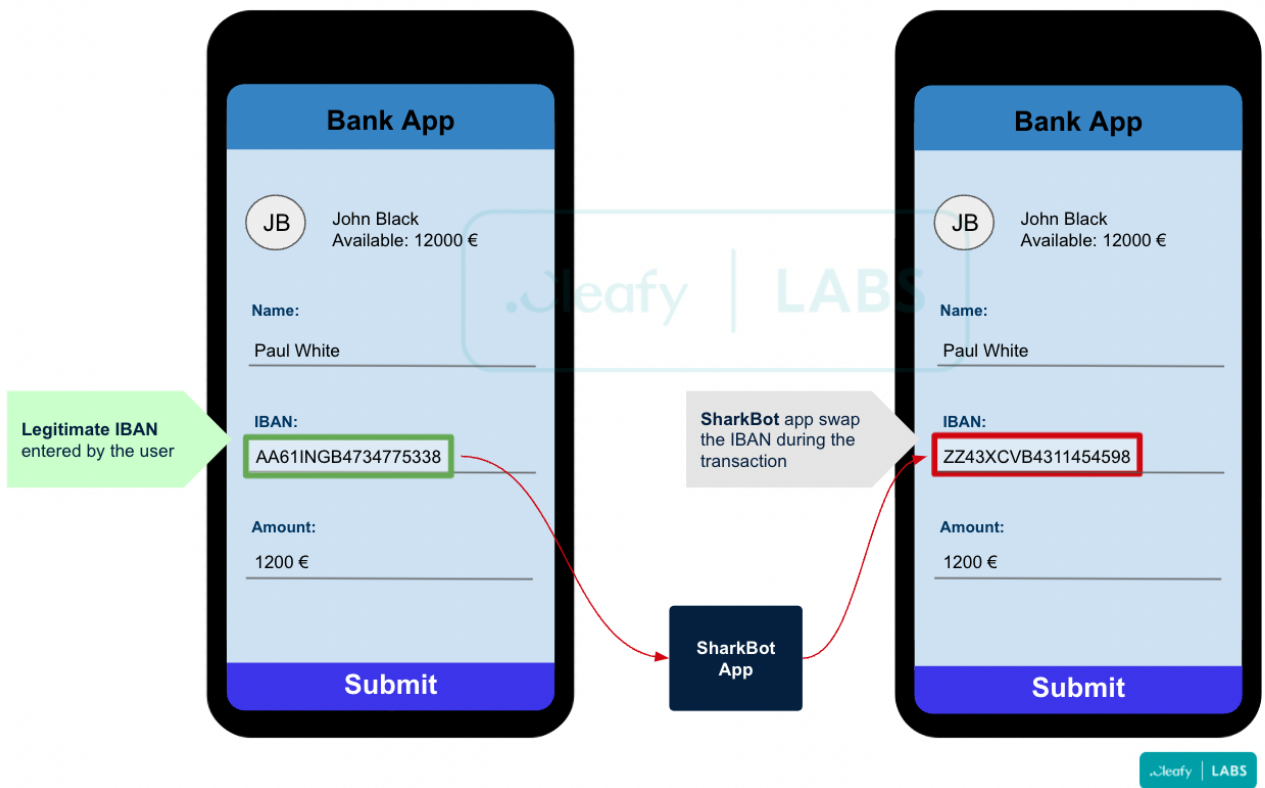 Bank App
JB
John Black
Available: 12000 €
Name:
Paul White
Legitimate IBAN
entered by the user
IBAN:
AA61INGB4734775338
Amount:
1200 €
Submit
.Cleafy | LABS
SharkBot app swap
the IBAN during the
transaction
SharkBot
App
Bank App
JB
John Black
Available: 12000 €
Name:
Paul White
IBAN:
ZZ43XCVB4311454598
Amount:
1200 €
Submit
.Cleafy | LABS